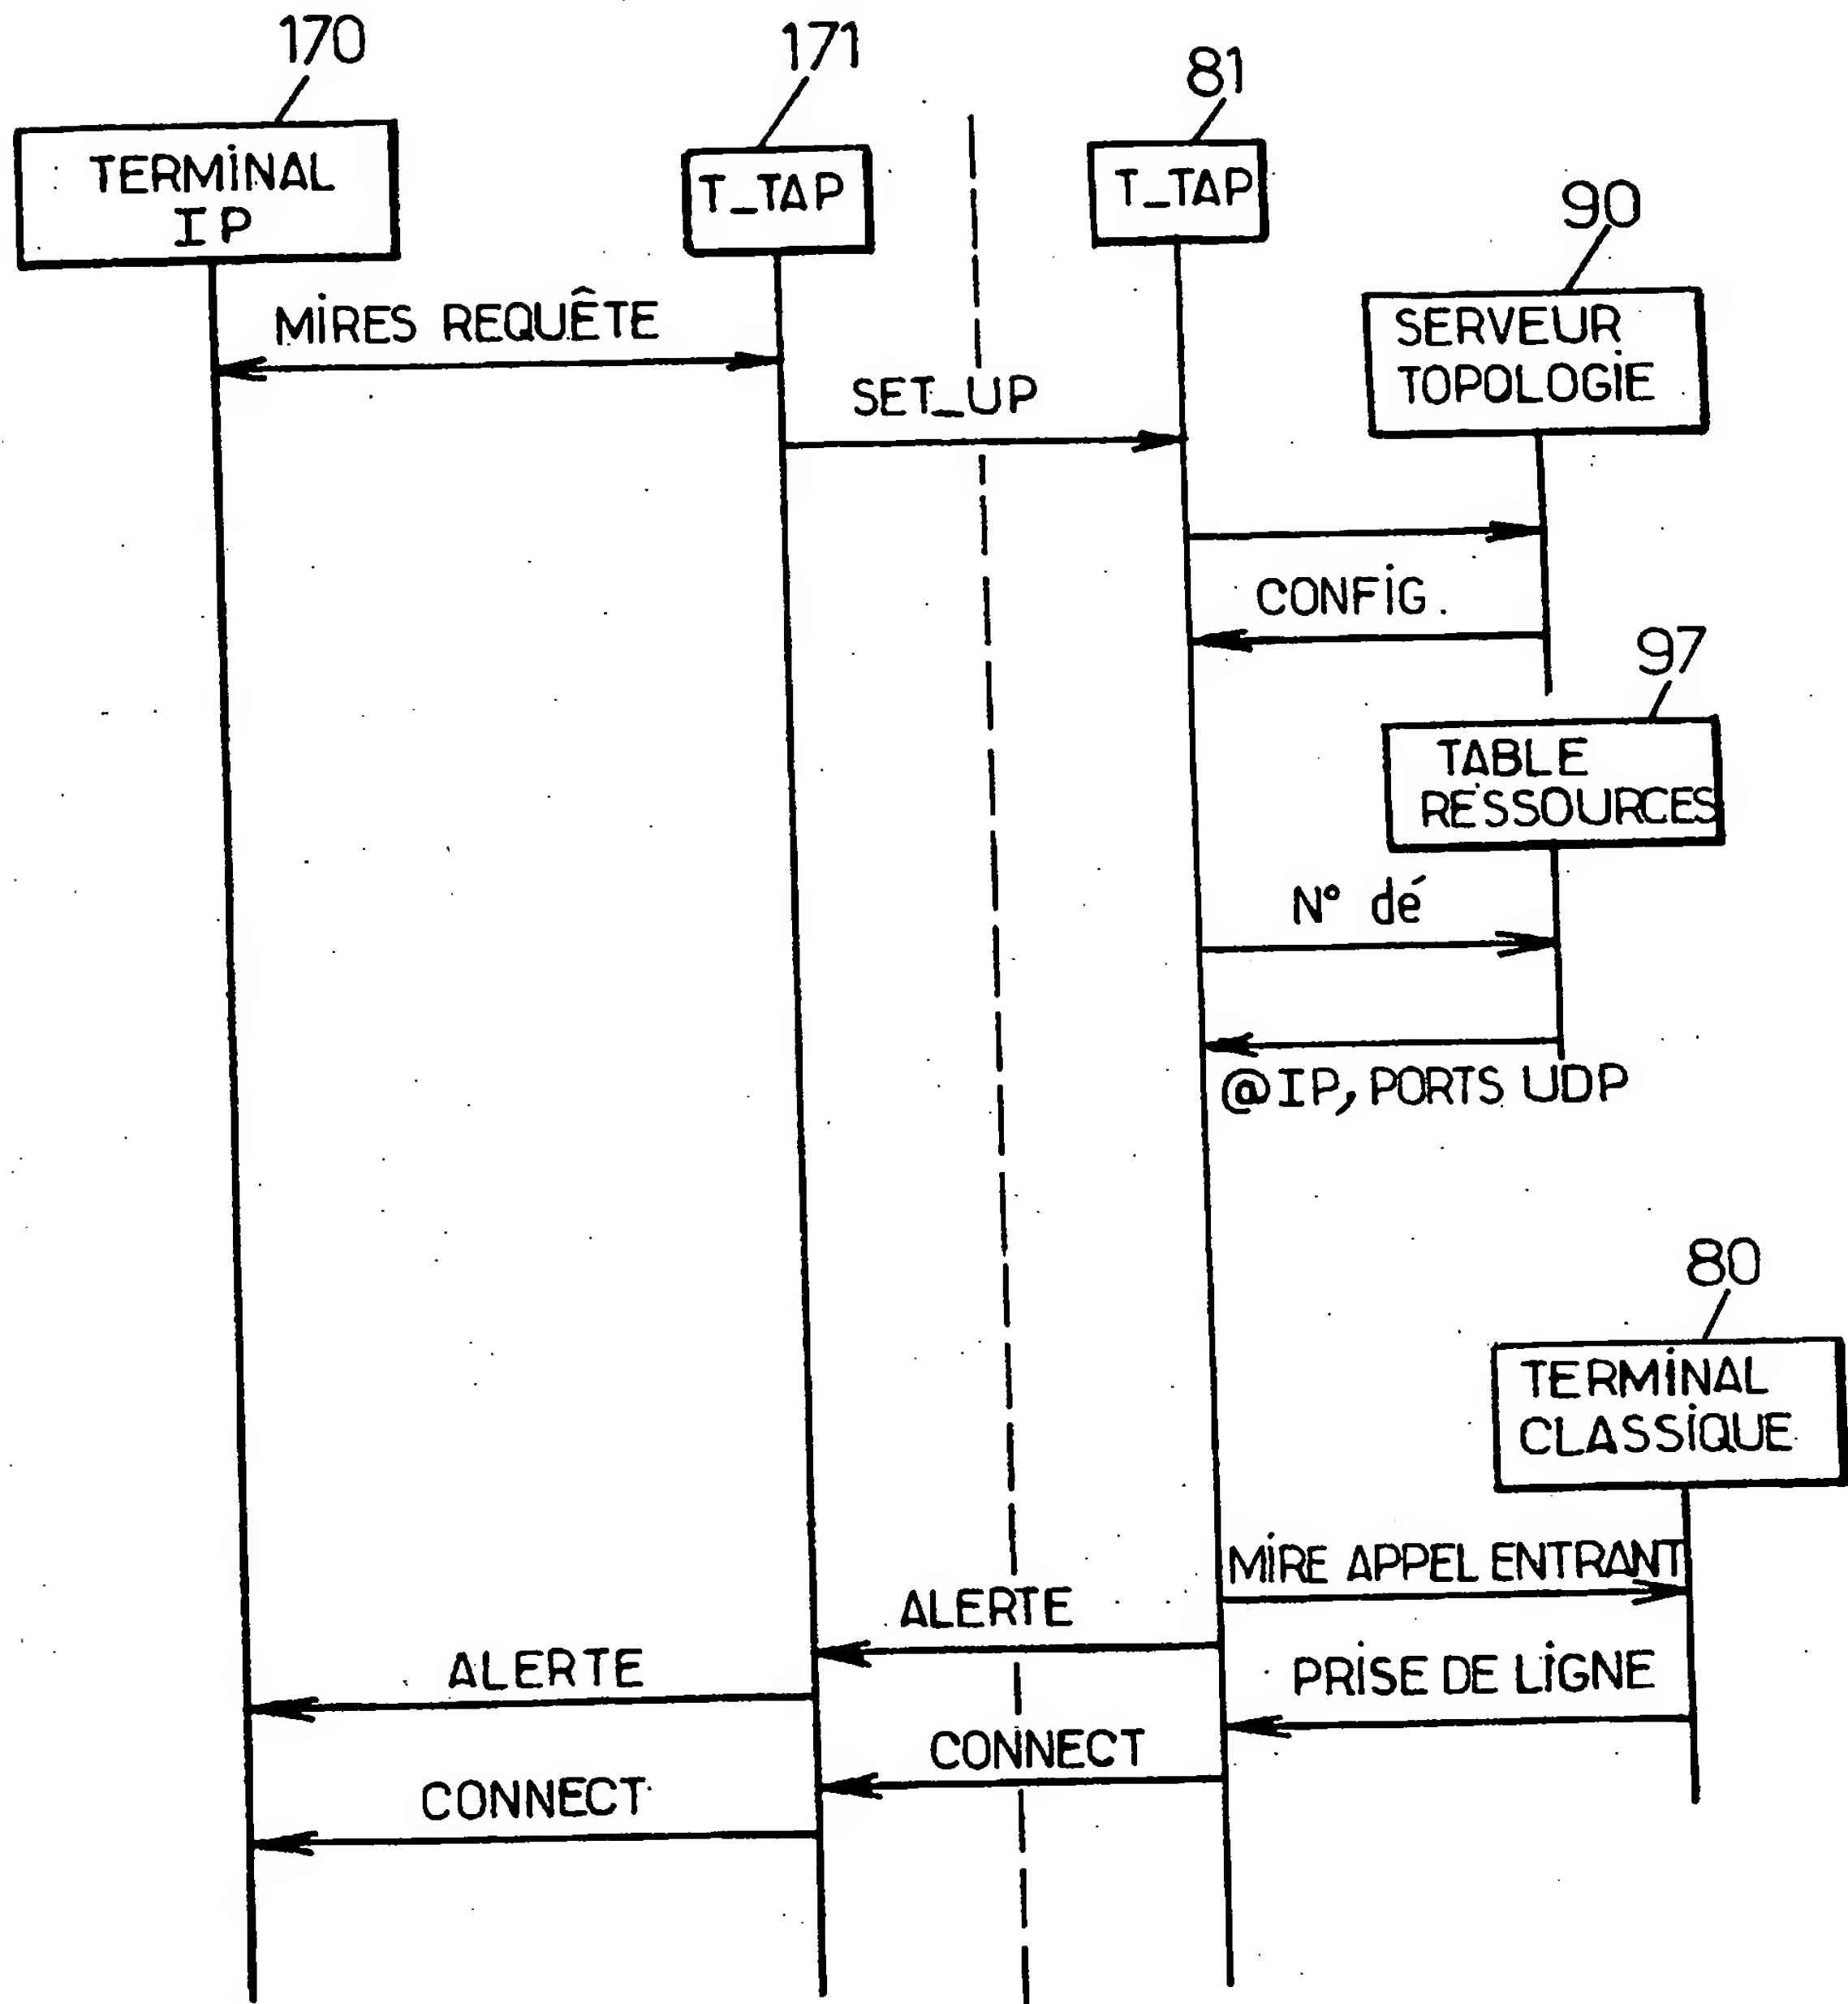 170
171
81
TERMINAL
IP
T_TAP
T_TAP
90
MIRES REQUÊTE
SERVEUR
TOPOLOGIE
SET_UP
CONFIG.
97
TABLE
RESSOURCES
N° dé
@IP, PORTS UDP
80
TERMINAL
CLASSIQUE
MIRE APPEL ENTRANT
ALERTE
ALERTE
PRISE DE LIGNE
CONNECT
CONNECT